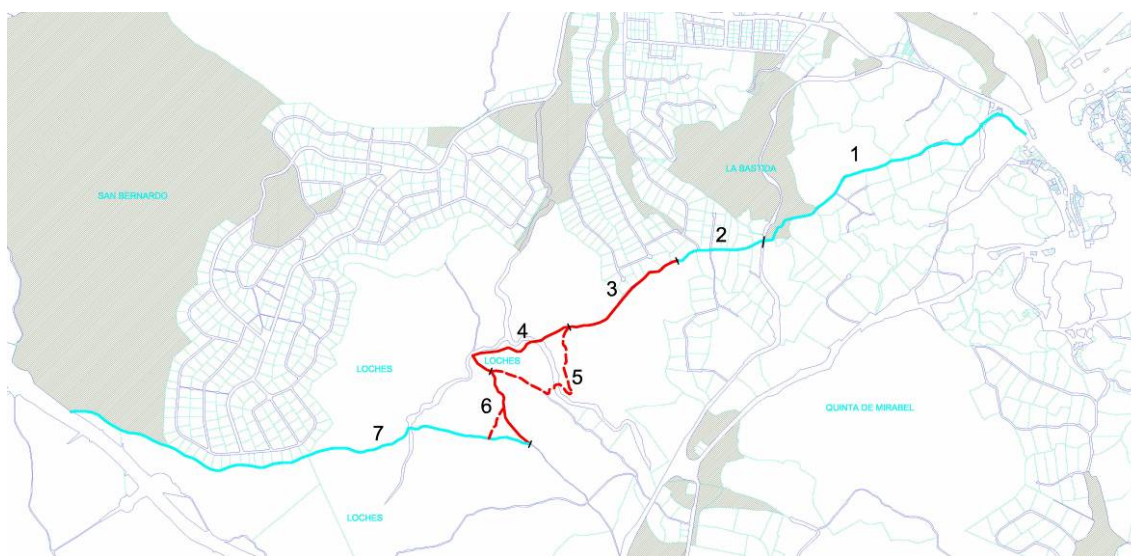 1
LA BASTIDA
SAN BERNARDO
2
3
4
LOCHES
LOCHES
5
6
QUINTA DE MIRABEL
7
LOCHES